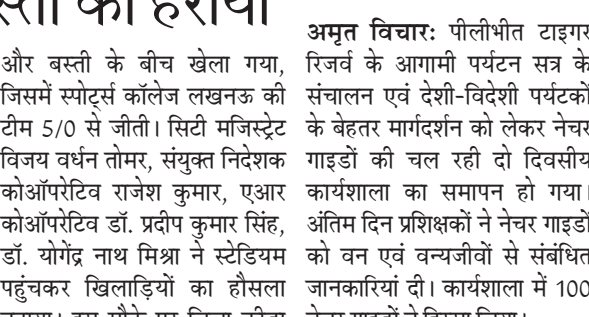 को हराया
और बस्ती के बीच खेला गया,
जिसमें स्पोर्ट्स कॉलेज लखनऊ की
टीम 5/0 से जीती। सिटी मजिस्ट्रेट
विजय वर्धन तोमर, संयुक्त निदेशक
कोऑपरेटिव राजेश कुमार, एआर
कोऑपरेटिव डॉ. प्रदीप कुमार सिंह,
डॉ. योगेंद्र नाथ मिश्रा ने स्टेडियम
पहुंचकर खिलाड़ियों का हौसला
अमृत विचारः पीलीभीत टाइगर
रिजर्व के आगामी पर्यटन सत्र के
संचालन एवं देशी-विदेशी पर्यटकों
के बेहतर मार्गदर्शन को लेकर नेचर
गाइडों की चल रही दो दिवसीय
कार्यशाला का समापन हो गया।
अंतिम दिन प्रशिक्षकों ने नेचर गाइडों
को वन एवं वन्यजीवों से संबंधित
जानकारियां दी। कार्यशाला में 100